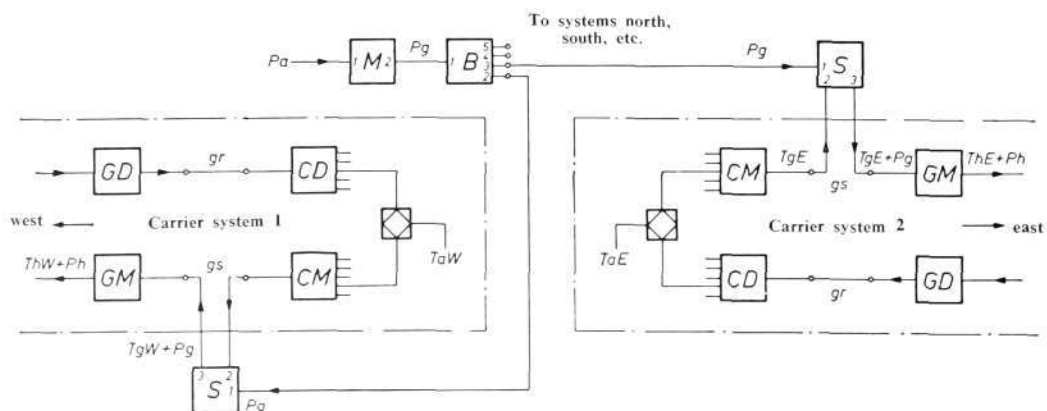 To systems north,
south, etc.
Pa 1 M 2 Pg 1 B 5 4 3 2 Pg 1 S 2 3
GD gr CD
CM TgE gs TgE+Pg GM ThE+Ph
west Carrier system 1 TaW
TaE Carrier system 2 east
ThW+Ph GM gs CM
CD gr GD
TgW+Pg
3 2 S 1 Pg